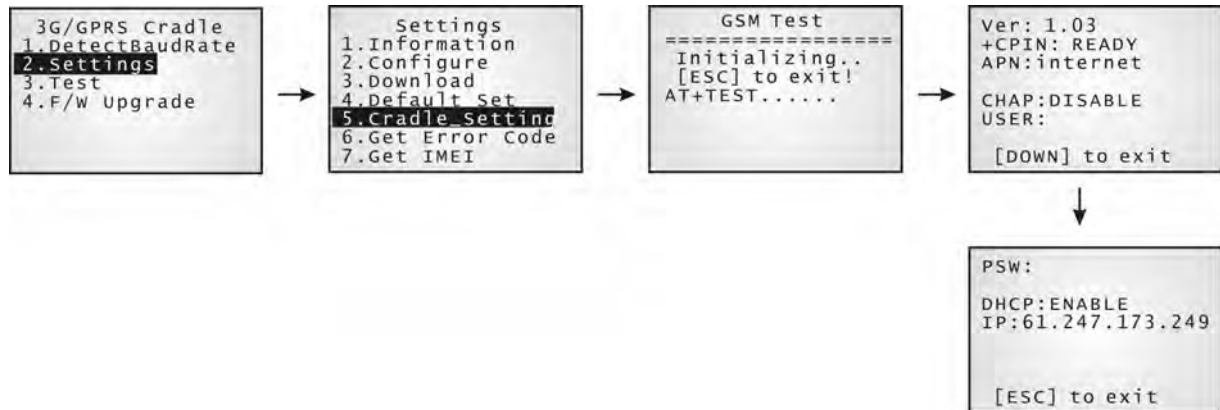 3G/GPRS Cradle
1.DetectBaudRate
2.Settings
3.Test
4.F/W Upgrade
Settings
1.Information
2.Configure
3.Download
4.Default Set
5.Cradle_Setting
6.Get Error Code
7.Get IMEI
GSM Test
==================
Initializing..
[ESC] to exit!
AT+TEST......
Ver: 1.03
+CPIN: READY
APN:internet
CHAP:DISABLE
USER:
[DOWN] to exit
PSW:
DHCP:ENABLE
IP:61.247.173.249
[ESC] to exit